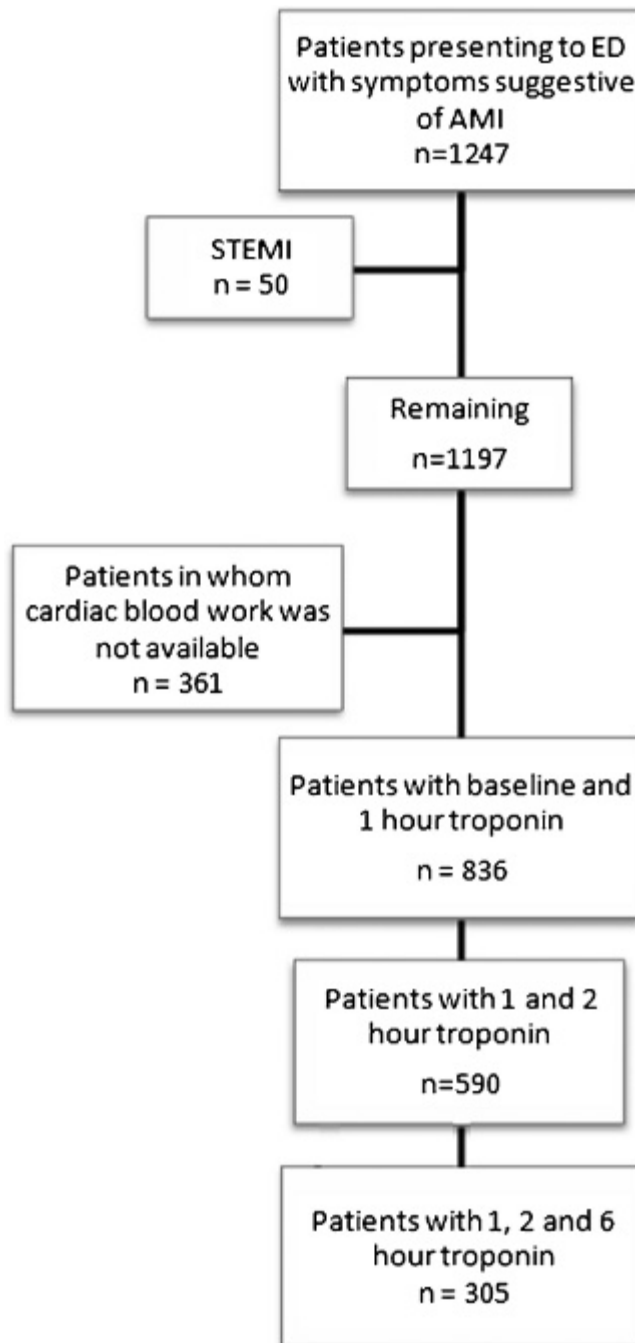 Patients presenting to ED
with symptoms suggestive
of AMI
n=1247
STEMI
n = 50
Remaining
n=1197
Patients in whom
cardiac blood work was
not available
n = 361
Patients with baseline and
1 hour troponin
n = 836
Patients with 1 and 2
hour troponin
n=590
Patients with 1, 2 and 6
hour troponin
n = 305